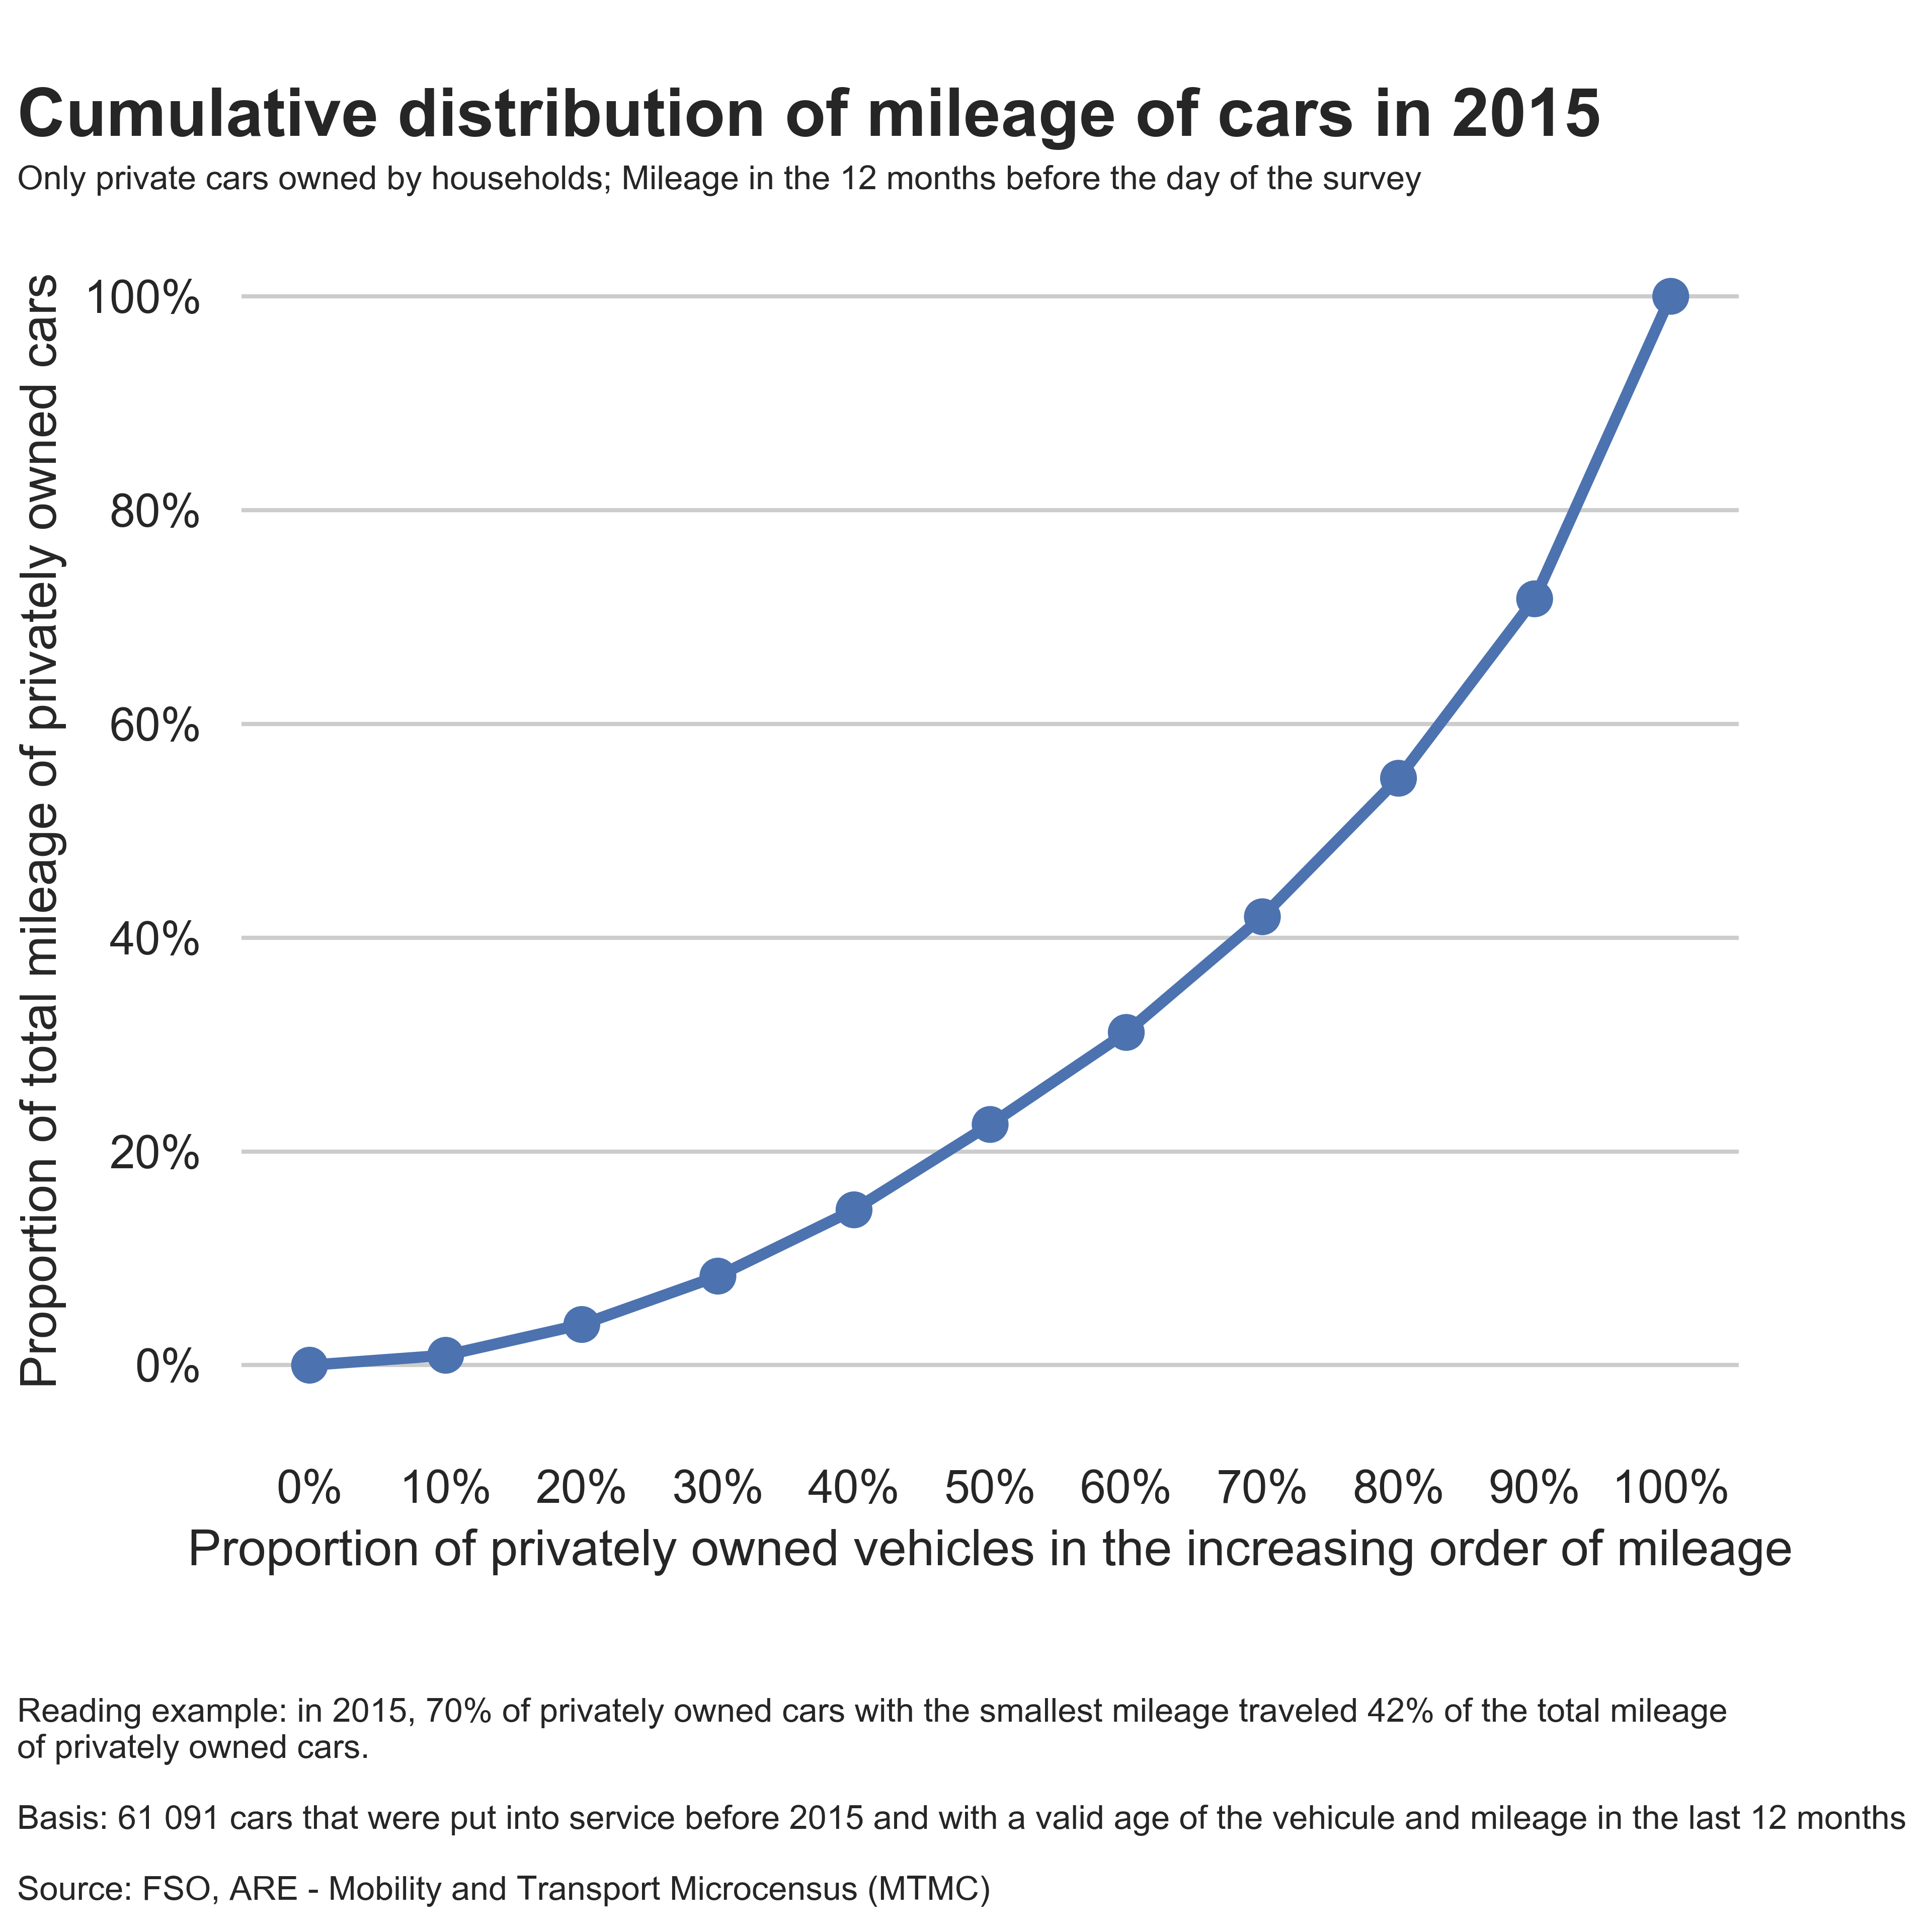 Cumulative distribution of mileage of cars in 2015
Only private cars owned by households; Mileage in the 12 months before the day of the survey
Proportion of total mileage of privately owned cars
100%
80%
60%
40%
20%
0%
0% 10% 20% 30% 40% 50% 60% 70% 80% 90% 100%
Proportion of privately owned vehicles in the increasing order of mileage
Reading example: in 2015, 70% of privately owned cars with the smallest mileage traveled 42% of the total mileage
of privately owned cars.
Basis: 61 091 cars that were put into service before 2015 and with a valid age of the vehicule and mileage in the last 12 months
Source: FSO, ARE - Mobility and Transport Microcensus (MTMC)